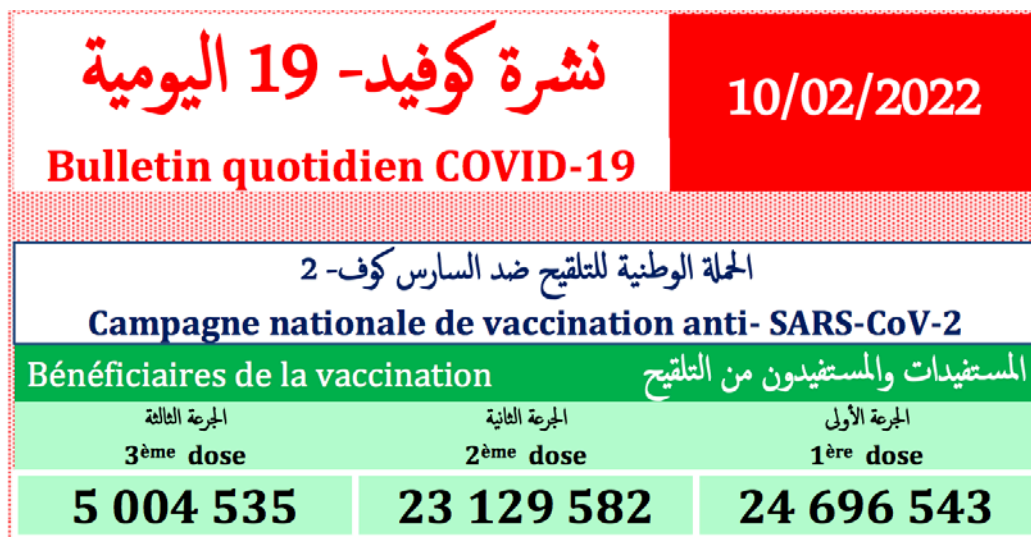 نشرة كوفيد- 19 اليومية
Bulletin quotidien COVID-19
10/02/2022
الحملة الوطنية للتلقيح ضد السارس كوف- 2
Campagne nationale de vaccination anti- SARS-CoV-2
Bénéficiaires de la vaccination المستفيدات والمستفيدون من التلقيح
الجرعة الثالثة الجرعة الثانية الجرعة الأولى
3ème dose 2ème dose 1ère dose
5 004 535 23 129 582 24 696 543